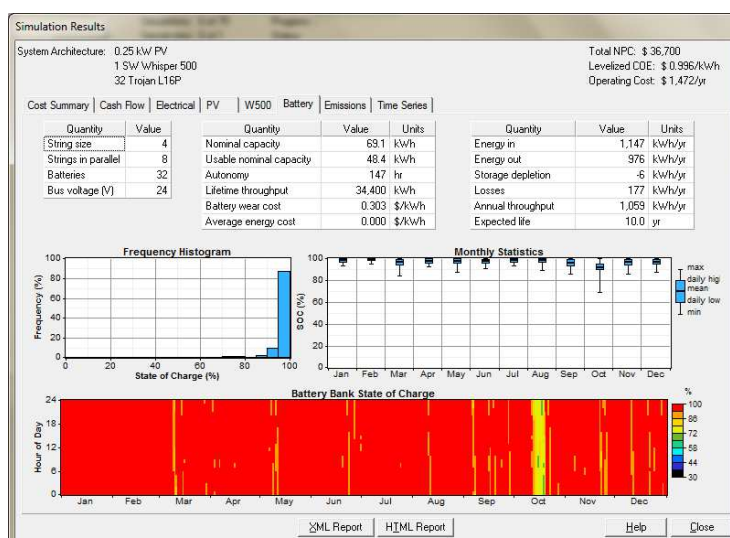 Simulation Results
System Architecture: 0.25 kW PV
1 SW Whisper 500
32 Trojan L16P
Total NPC: $ 36,700
Levelized COE: $ 0.996/kWh
Operating Cost: $ 1,472/yr
Cost Summary Cash Flow Electrical PV W500 Battery Emissions Time Series
Quantity Value
String size 4
Strings in parallel 8
Batteries 32
Bus voltage (V) 24
Quantity Value Units
Nominal capacity 69.1 kWh
Usable nominal capacity 48.4 kWh
Autonomy 147 hr
Lifetime throughput 34,400 kWh
Battery wear cost 0.303 $/kWh
Average energy cost 0.000 $/kWh
Quantity Value Units
Energy in 1,147 kWh/yr
Energy out 976 kWh/yr
Storage depletion -6 kWh/yr
Losses 177 kWh/yr
Annual throughput 1,059 kWh/yr
Expected life 10.0 yr
Frequency Histogram
Frequency (%)
100
80
60
40
20
0
0 20 40 60 80 100
State of Charge (%)
Monthly Statistics
SOC (%)
100
80
60
40
20
0
Jan Feb Mar Apr May Jun Jul Aug Sep Oct Nov Dec
max
daily hig
mean
daily low
min
Battery Bank State of Charge
Hour of Day
24
18
12
6
0
Jan Feb Mar Apr May Jun Jul Aug Sep Oct Nov Dec
%
100
86
72
58
44
30
XML Report HTML Report Help Close